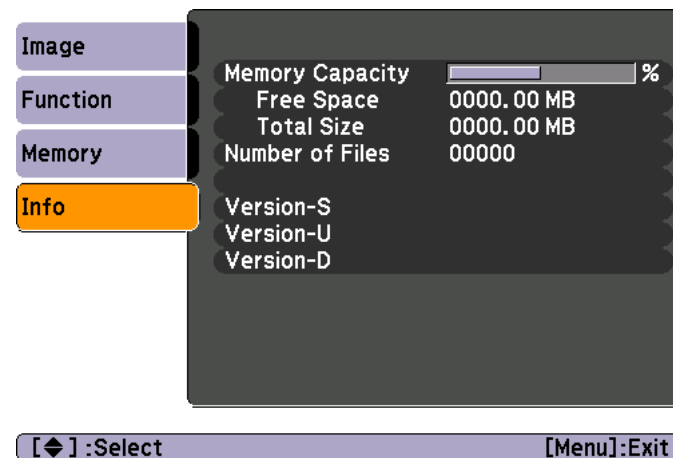 Image
Function
Memory
Info
Memory Capacity %
Free Space 0000.00 MB
Total Size 0000.00 MB
Number of Files 00000
Version-S
Version-U
Version-D
[◆] :Select [Menu]:Exit